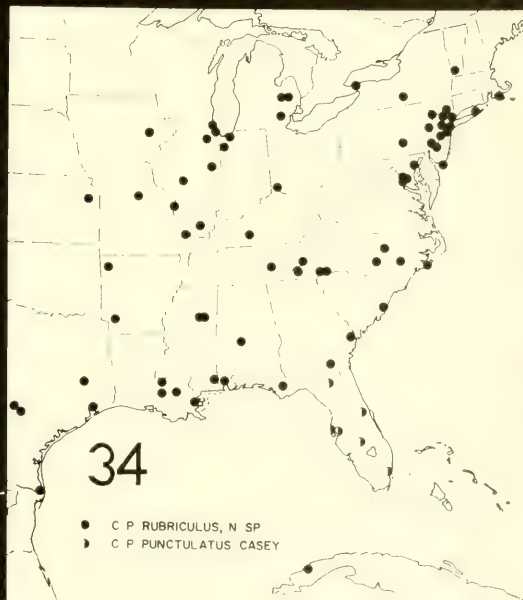 34
C P RUBRICULUS, N SP
C P PUNCTULATUS CASEY